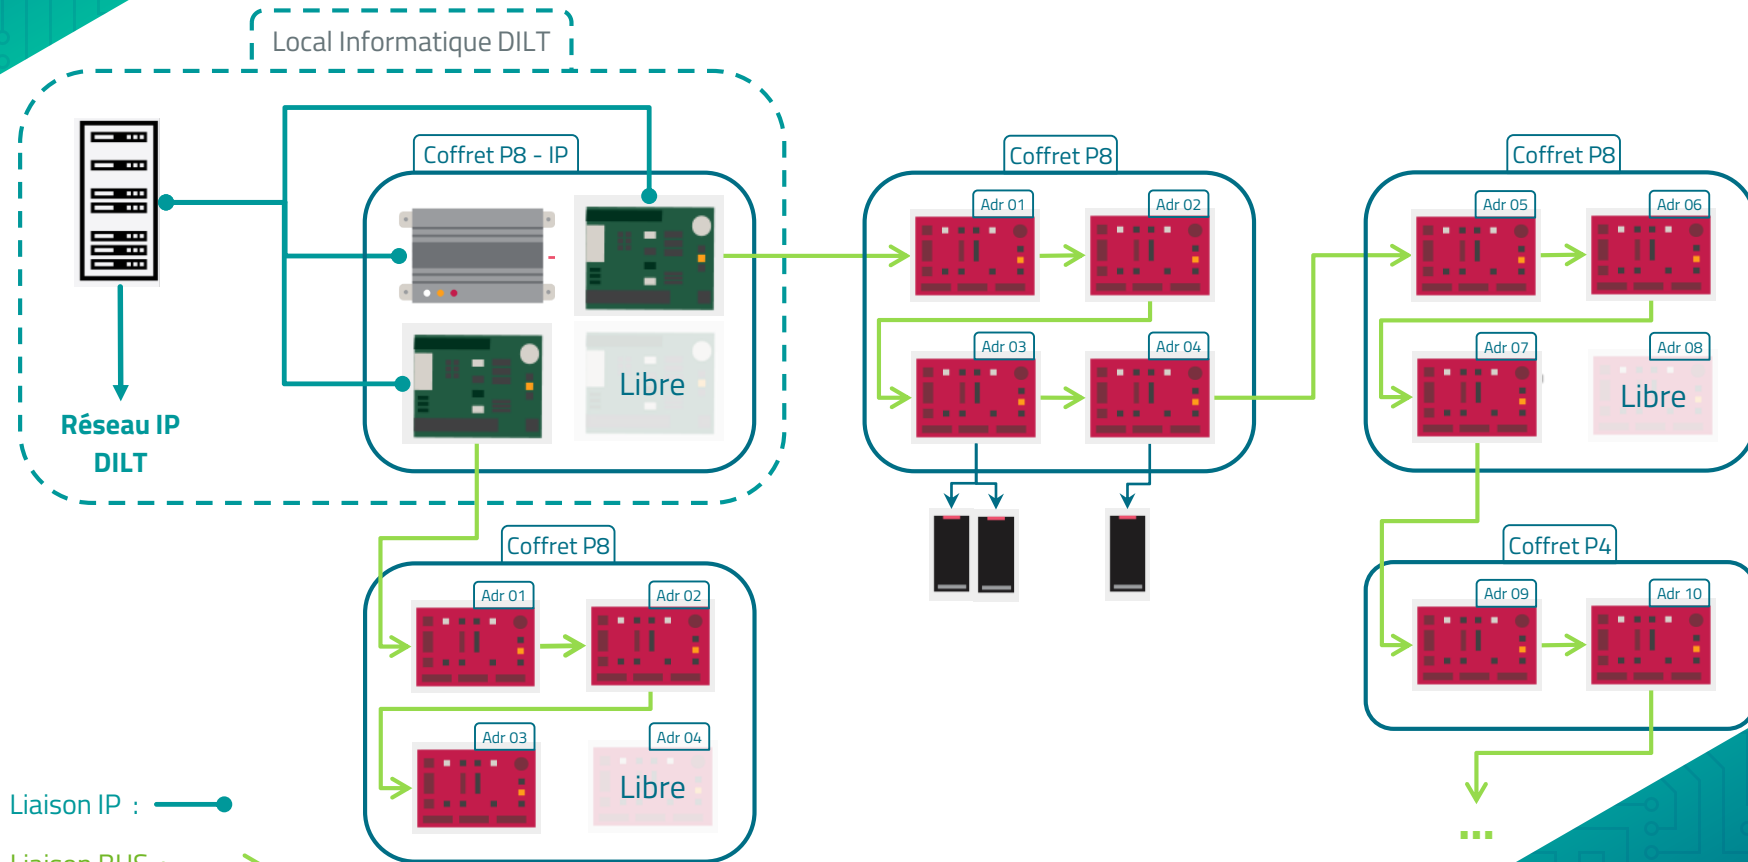 Local Informatique DILT
Coffret P8 - IP
Libre
Réseau IP
DILT
Coffret P8
Adr 01
Adr 02
Adr 03
Adr 04
Coffret P8
Adr 05
Adr 06
Adr 07
Adr 08
Libre
Coffret P8
Adr 01
Adr 02
Adr 03
Adr 04
Libre
Coffret P4
Adr 09
Adr 10
...
Liaison IP :
Liaison BUS :